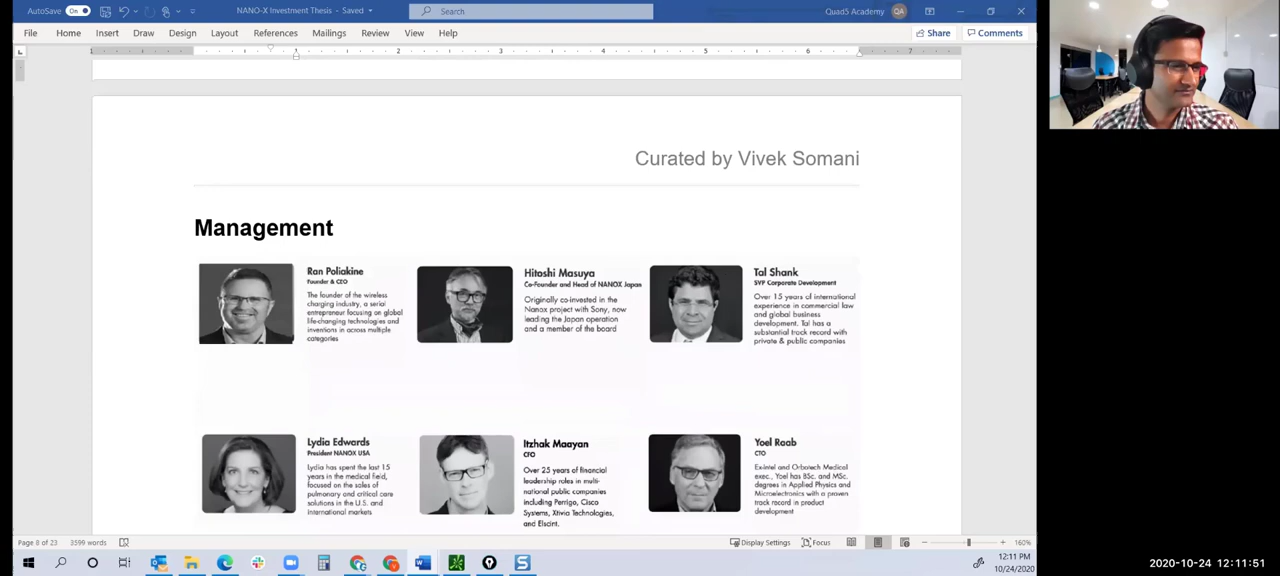 AutoSave On NANO-X Investment Thesis - Saved Search Quad5 Academy QA
File Home Insert Draw Design Layout References Mailings Review View Help Share Comments
1 1 2 3 4 5 6 7
Curated by Vivek Somani
Management
Ran Poliakine
Founder & CEO
The founder of the wireless
charging industry, a serial
entrepreneur focusing on global
life-changing technologies and
inventions in across multiple
categories
Hitoshi Masuya
Co-Founder and Head of NANOX Japan
Originally co-invested in the
Nanox project with Sony, now
leading the Japan operation
and a member of the board
Tal Shank
SVP Corporate Development
Over 15 years of international
experience in commercial law
and global business
development. Tal has a
substantial track record with
private & public companies
Lydia Edwards
President NANOX USA
Lydia has spent the last 15
years in the medical field,
focused on the sales of
pulmonary and critical care
solutions in the U.S. and
international markets
Itzhak Maayan
CFO
Over 25 years of financial
leadership roles in multi-
national public companies
including Perrigo, Cisco
Systems, Xtivia Technologies,
and Elscint.
Yoel Raab
CTO
Ex-Intel and Orbotech Medical
exec., Yoel has BSc. and MSc.
degrees in Applied Physics and
Microelectronics with a proven
track record in product
development
Page 8 of 23 3599 words Display Settings Focus 160%
12:11 PM
10/24/2020
2020-10-24 12:11:51